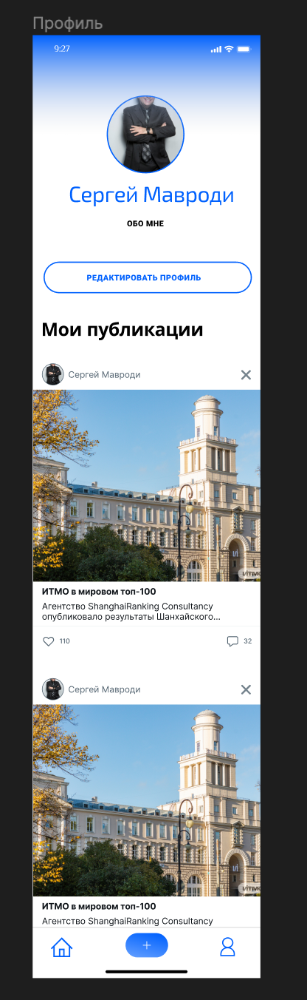 Профиль
9:27
Сергей Мавроди
ОБО МНЕ
РЕДАКТИРОВАТЬ ПРОФИЛЬ
Мои публикации
Сергей Мавроди
ИТМО
ИТМО в мировом топ-100
Агентство ShanghaiRanking Consultancy
опубликовало результаты Шанхайского...
110 32
Сергей Мавроди
ИТМО
ИТМО в мировом топ-100
Агентство ShanghaiRanking Consultancy